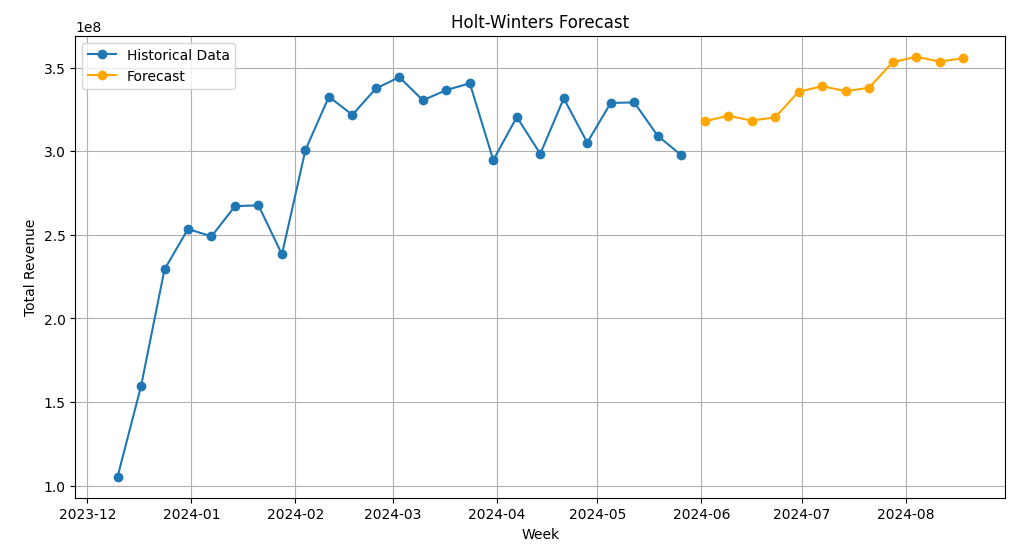 Holt-Winters Forecast
1e8
Historical Data
Forecast
3.5
3.0
2.5
2.0
1.5
1.0
Total Revenue
2023-12 2024-01 2024-02 2024-03 2024-04 2024-05 2024-06 2024-07 2024-08
Week